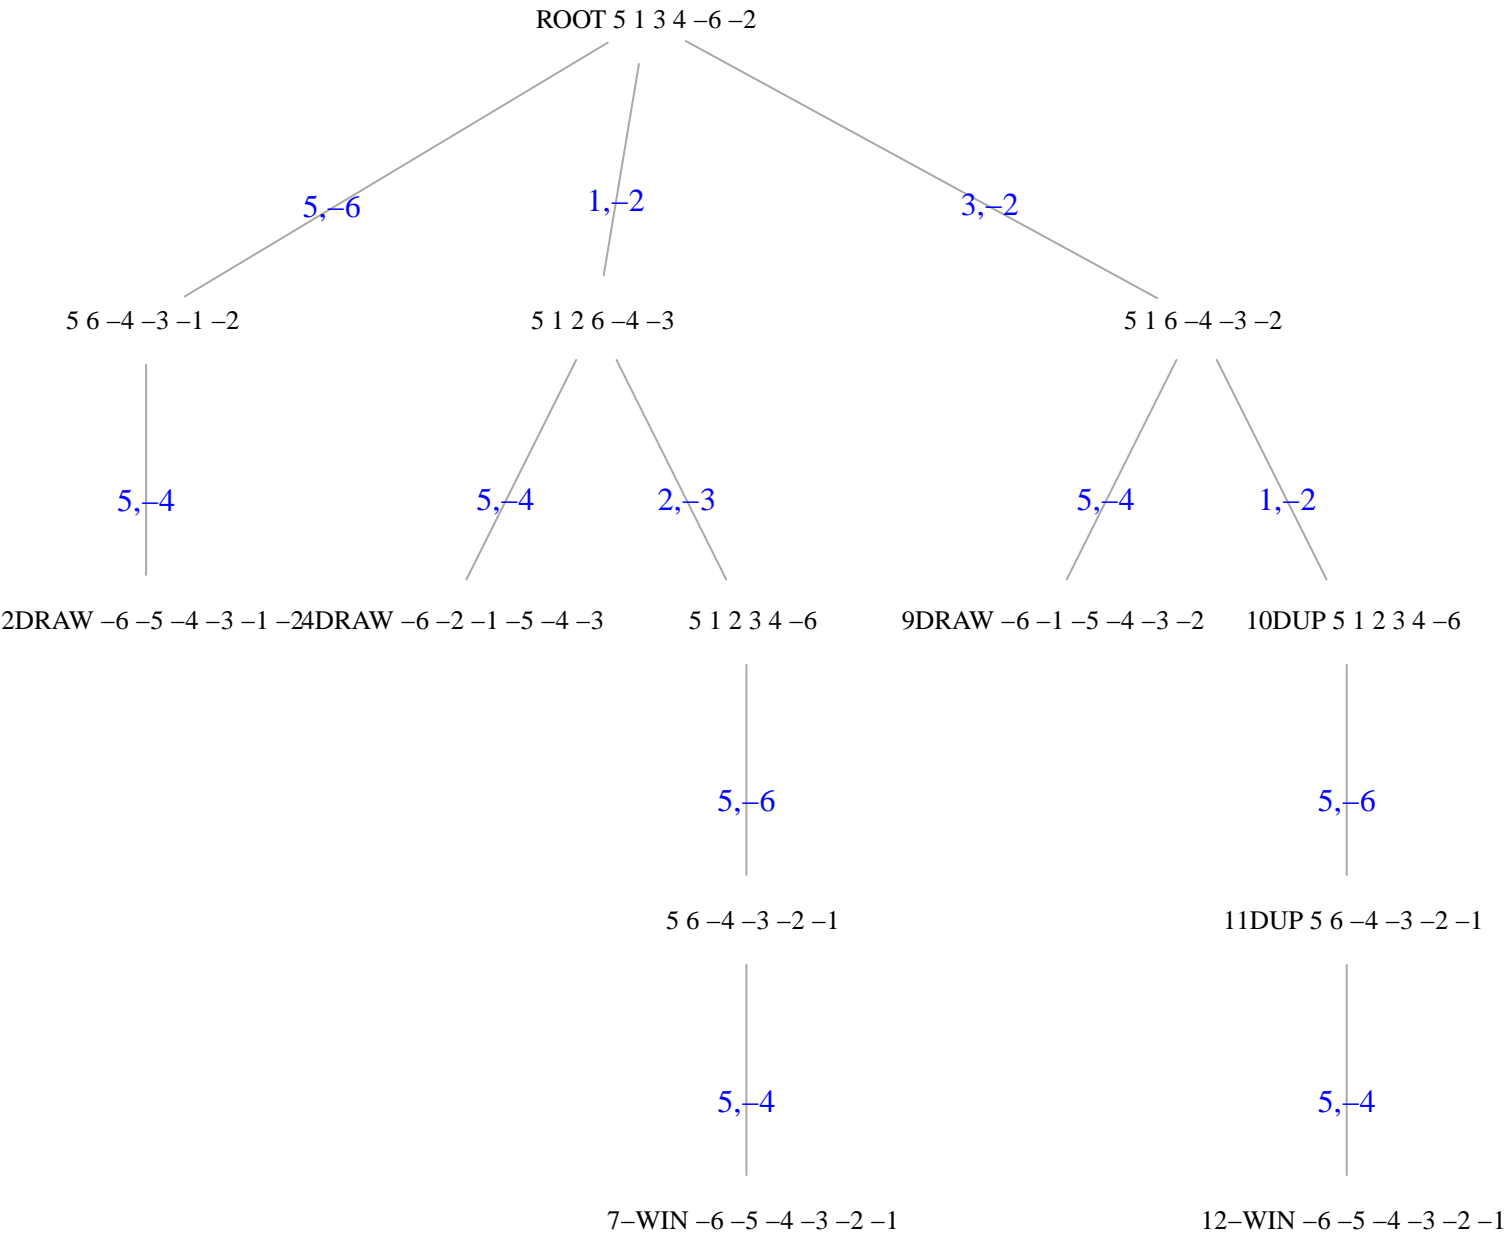 ROOT 5 1 3 4 −6 −2
5,−6
1,−2
3,−2
5 6 −4 −3 −1 −2
5 1 2 6 −4 −3
5 1 6 −4 −3 −2
5,−4
5,−4
2,−3
5,−4
1,−2
2DRAW −6 −5 −4 −3 −1 −2
4DRAW −6 −2 −1 −5 −4 −3
5 1 2 3 4 −6
9DRAW −6 −1 −5 −4 −3 −2
10DUP 5 1 2 3 4 −6
5,−6
5,−6
5 6 −4 −3 −2 −1
11DUP 5 6 −4 −3 −2 −1
5,−4
5,−4
7−WIN −6 −5 −4 −3 −2 −1
12−WIN −6 −5 −4 −3 −2 −1